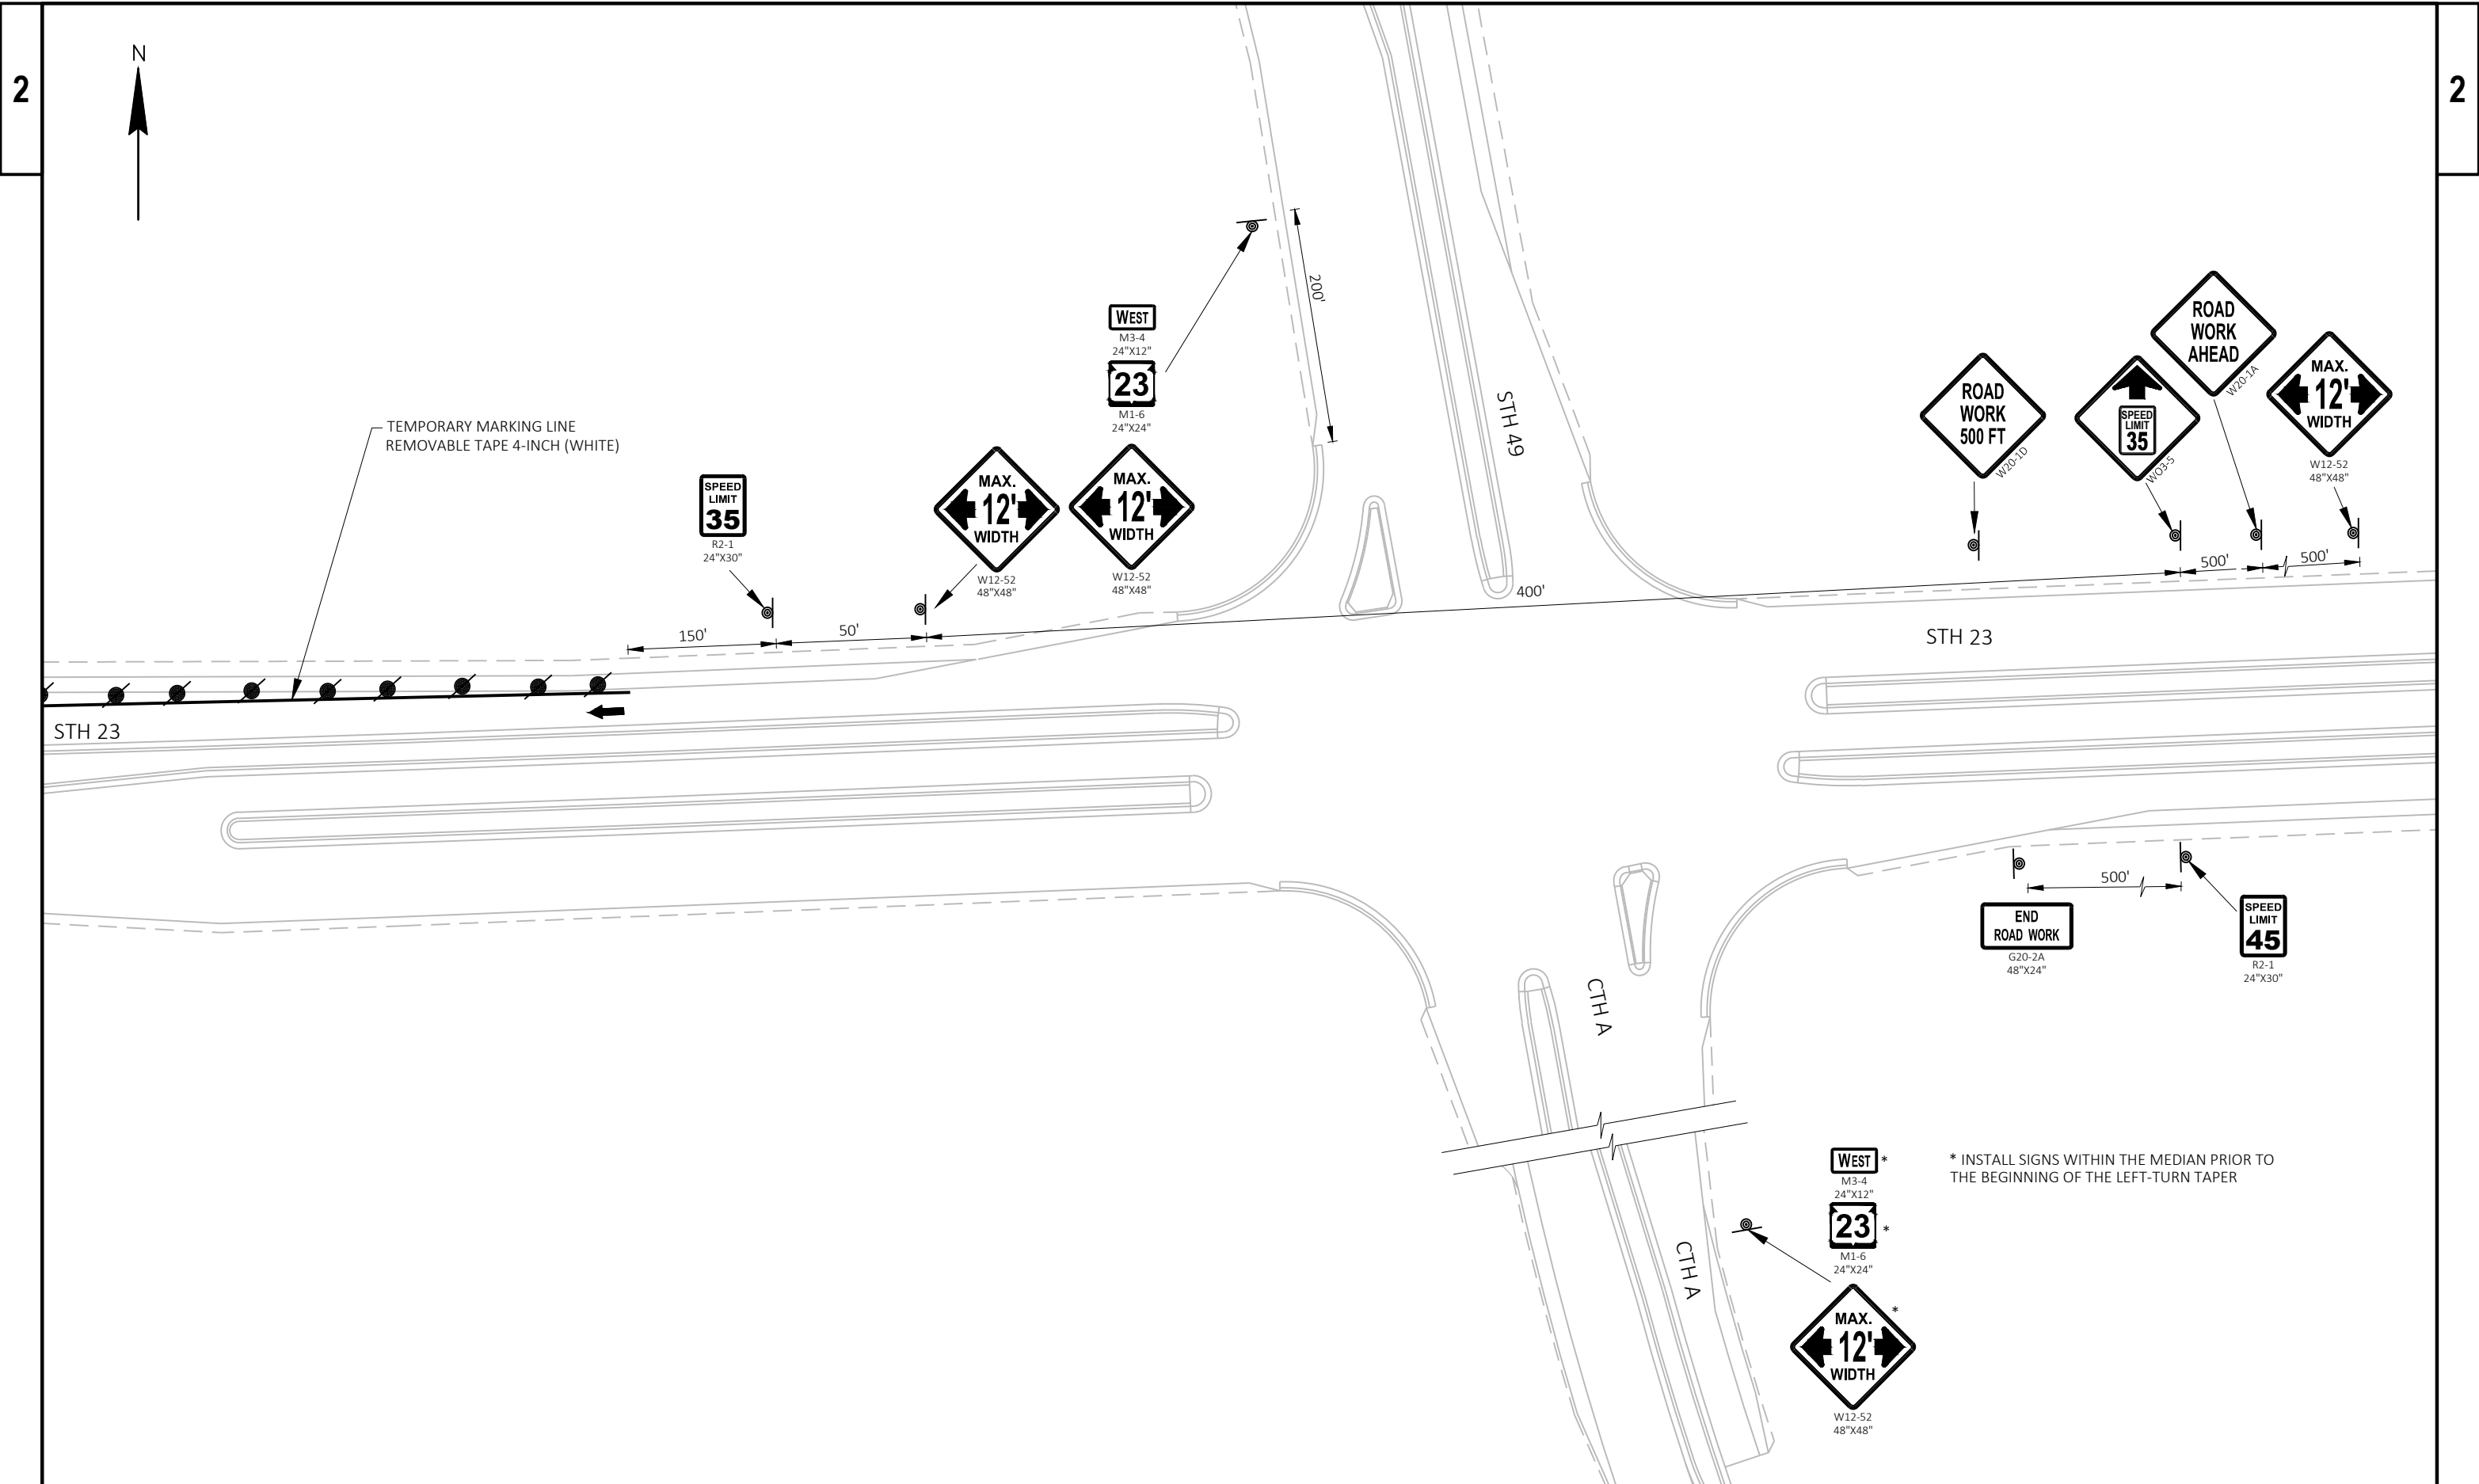 2
2
N
TEMPORARY MARKING LINE
REMOVABLE TAPE 4-INCH (WHITE)
SPEED
LIMIT
35
R2-1
24"X30"
MAX.
12'
WIDTH
W12-52
48"X48"
WEST
M3-4
24"X12"
23
M1-6
24"X24"
MAX.
12'
WIDTH
W12-52
48"X48"
200'
STH 49
ROAD
WORK
500 FT
W20-1D
SPEED
LIMIT
35
WO3-5
ROAD
WORK
AHEAD
W20-1A
MAX.
12'
WIDTH
W12-52
48"X48"
150'
50'
400'
500'
500'
STH 23
STH 23
500'
END
ROAD WORK
G20-2A
48"X24"
SPEED
LIMIT
45
R2-1
24"X30"
CTH A
CTH A
WEST *
M3-4
24"X12"
23 *
M1-6
24"X24"
*
MAX.
12'
WIDTH
W12-52
48"X48"
* INSTALL SIGNS WITHIN THE MEDIAN PRIOR TO
THE BEGINNING OF THE LEFT-TURN TAPER